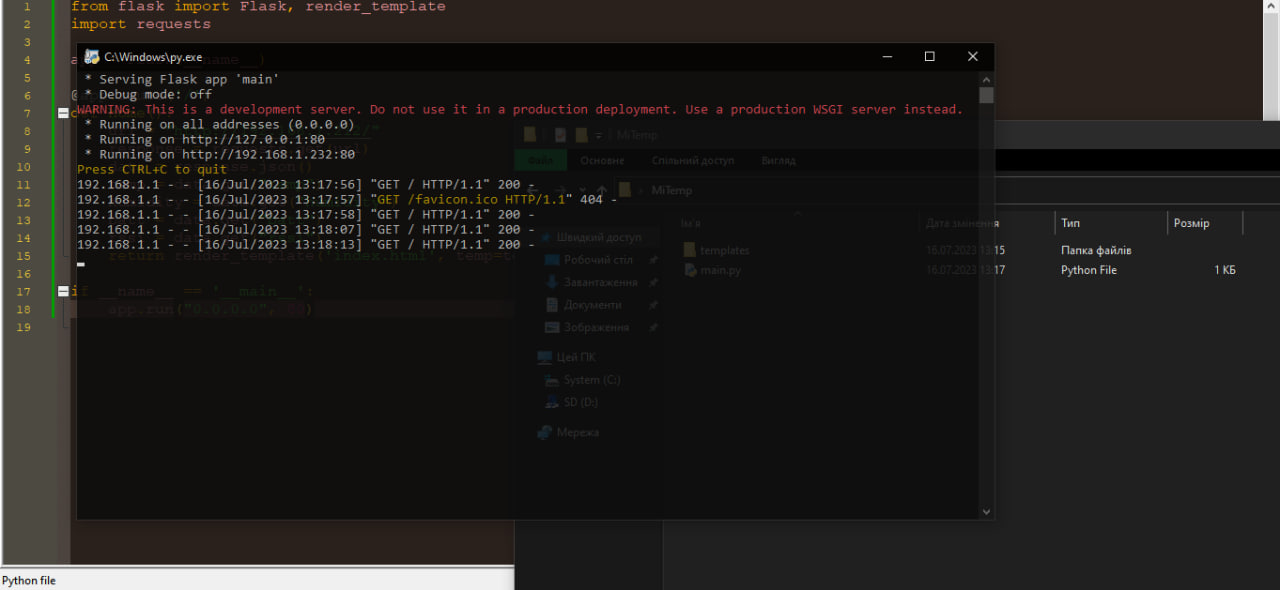 1 from flask import Flask, render_template
2 import requests
3
4
5
6
7
8
9
10
11
12
13
14
15 return render_template('index.html', temp=te
16
17 if __name__ == '__main__':
18 app.run("0.0.0.0", 80)
19
C:\Windows\py.exe
* Serving Flask app 'main'
* Debug mode: off
WARNING: This is a development server. Do not use it in a production deployment. Use a production WSGI server instead.
* Running on all addresses (0.0.0.0)
* Running on http://127.0.0.1:80
* Running on http://192.168.1.232:80
Press CTRL+C to quit
192.168.1.1 - - [16/Jul/2023 13:17:56] "GET / HTTP/1.1" 200 -
192.168.1.1 - - [16/Jul/2023 13:17:57] "GET /favicon.ico HTTP/1.1" 404 -
192.168.1.1 - - [16/Jul/2023 13:17:58] "GET / HTTP/1.1" 200 -
192.168.1.1 - - [16/Jul/2023 13:18:07] "GET / HTTP/1.1" 200 -
192.168.1.1 - - [16/Jul/2023 13:18:13] "GET / HTTP/1.1" 200 -
MiTemp
Файл Основне Спільний доступ Вигляд
MiTemp
Ім'я Дата змінення Тип Розмір
templates 16.07.2023 13:15 Папка файлів
main.py 16.07.2023 13:17 Python File 1 КБ
Швидкий доступ
Робочий стіл
Завантаження
Документи
Зображення
Цей ПК
System (C:)
SD (D:)
Мережа
Python file